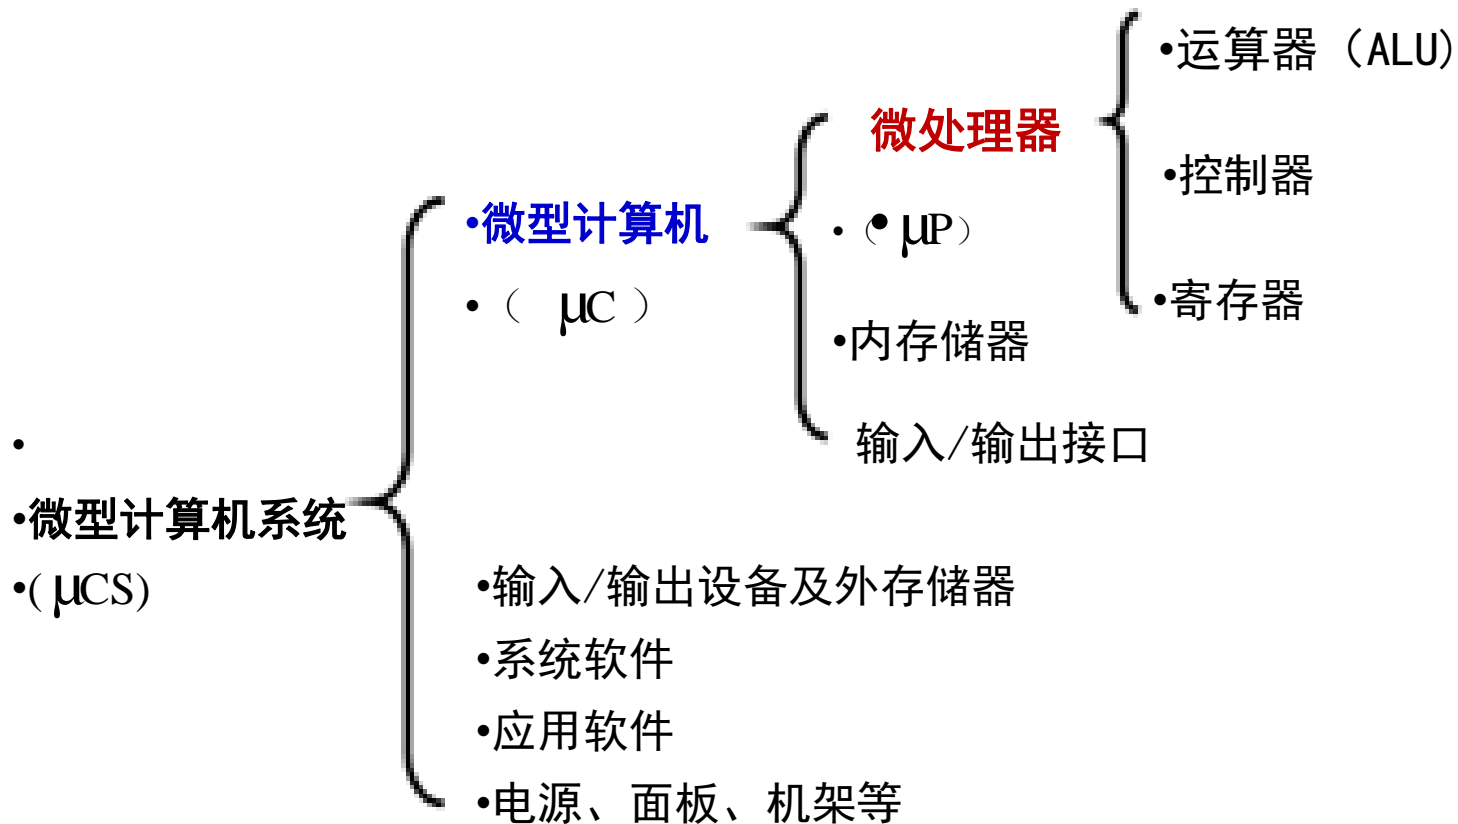 •运算器（ALU）
微处理器
•控制器
•微型计算机
•（•μP）
•（ μC ）
•寄存器
•内存储器
输入/输出接口
•
•微型计算机系统
•(μCS)
•输入/输出设备及外存储器
•系统软件
•应用软件
•电源、面板、机架等